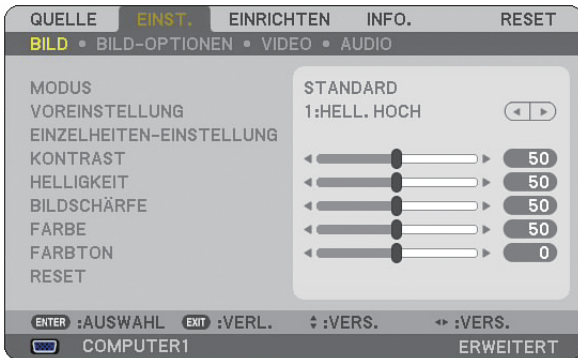 QUELLE EINST. EINRICHTEN INFO. RESET
BILD • BILD-OPTIONEN • VIDEO • AUDIO
MODUS STANDARD
VOREINSTELLUNG 1:HELL. HOCH
EINZELHEITEN-EINSTELLUNG
KONTRAST 50
HELLIGKEIT 50
BILDSCHÄRFE 50
FARBE 50
FARBTON 0
RESET
ENTER :AUSWAHL EXIT :VERL. :VERS. :VERS.
COMPUTER1 ERWEITERT